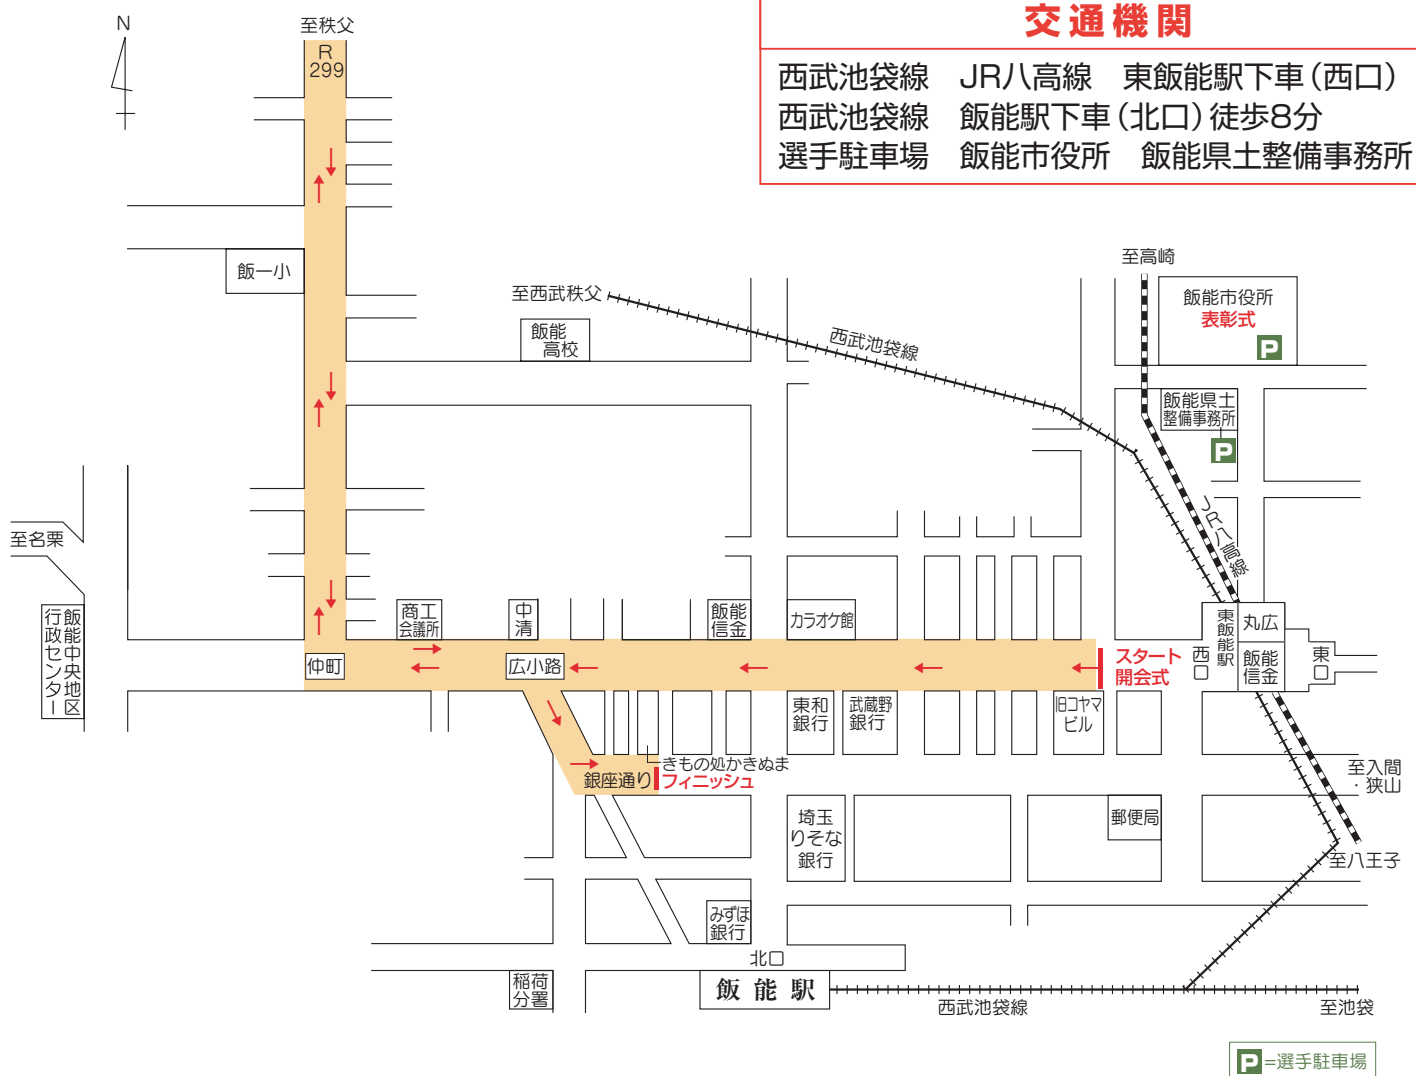 交通機関
西武池袋線　JR八高線　東飯能駅下車(西口)
西武池袋線　飯能駅下車(北口)徒歩8分
選手駐車場　飯能市役所　飯能県土整備事務所
N
至秩父
R
299
飯一小
至西武秩父
飯能
高校
西武池袋線
至高崎
飯能市役所
表彰式
P
飯能県土
整備事務所
P
JR八高線
至名栗
飯能中央地区
行政センター
商工
会議所
中清
飯能
信金
カラオケ館
仲町
広小路
スタート
開会式
西口
東飯能駅
丸広
飯能
信金
東口
東和
銀行
武蔵野
銀行
旧コヤマ
ビル
きもの処かきぬま
銀座通り
フィニッシュ
至入間
・狭山
埼玉
りそな
銀行
郵便局
至八王子
みずほ
銀行
北口
稲荷
分署
飯能駅
西武池袋線
至池袋
P=選手駐車場